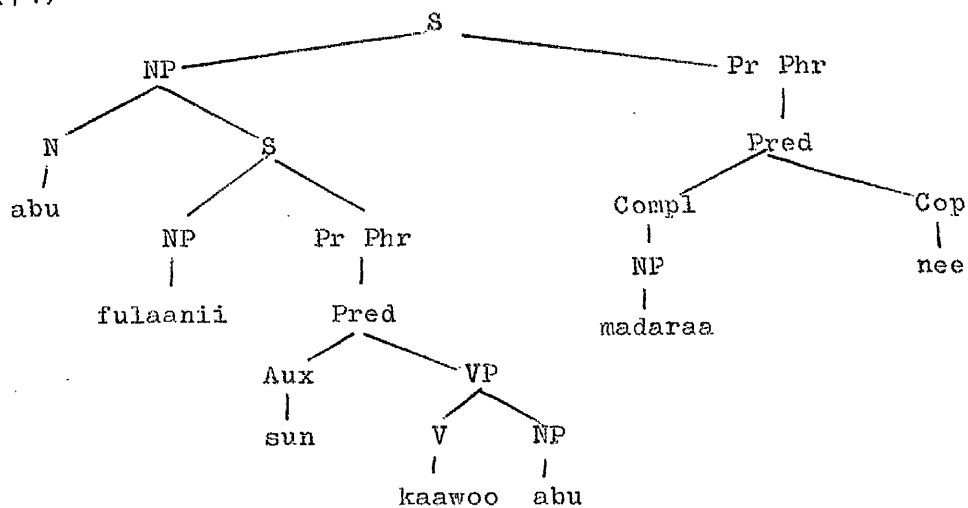 S
NP Pr Phr
N S Pred
abu Compl Cop
NP Pr Phr NP nee
fulaanii Pred madaraa
Aux VP
sun V NP
kaawoo abu